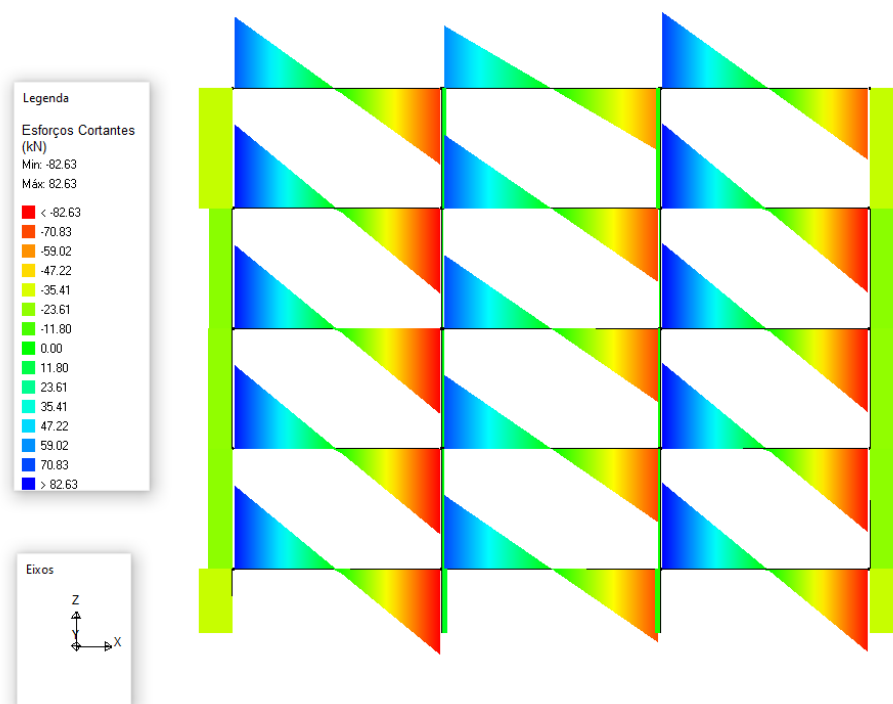 Legenda
Esforços Cortantes
(kN)
Min: -82.63
Máx: 82.63
< -82.63
-70.83
-59.02
-47.22
-35.41
-23.61
-11.80
0.00
11.80
23.61
35.41
47.22
59.02
70.83
> 82.63
Eixos
Z
Y
X